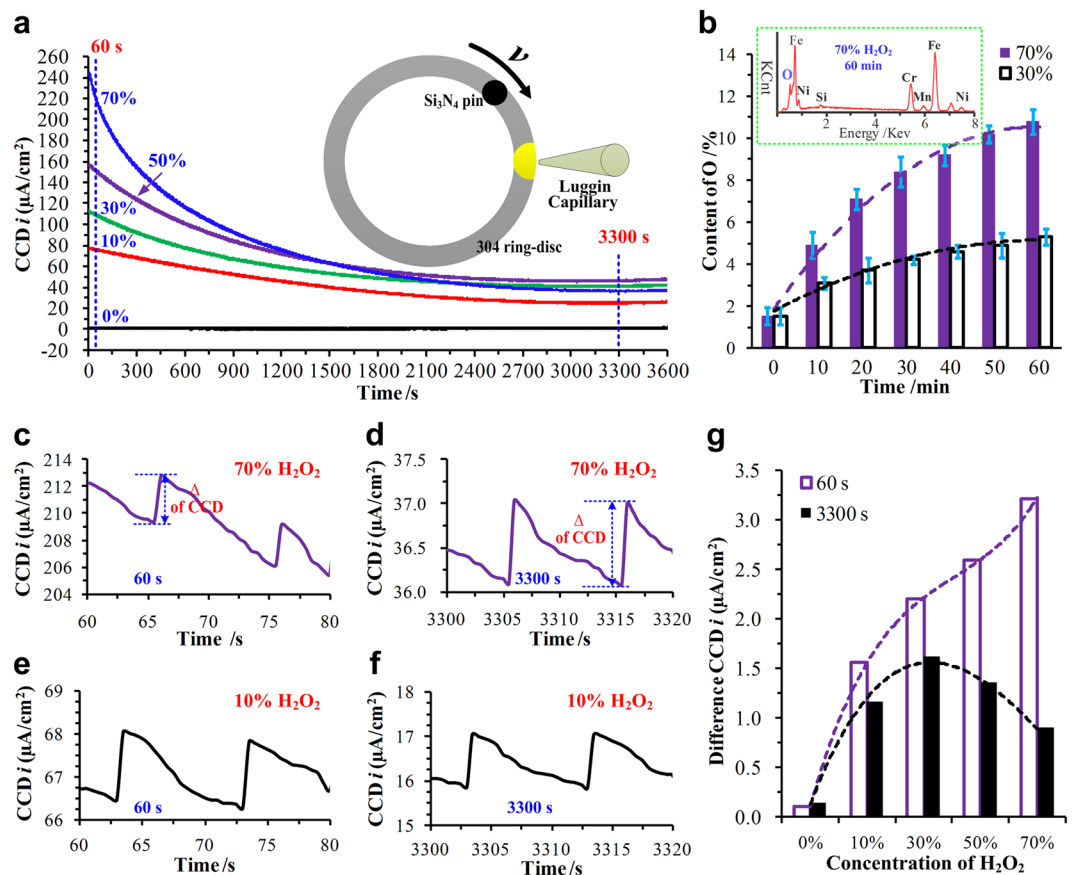 a
CCD i (μA/cm²)
260
240
220
200
180
160
140
120
100
80
60
40
20
0
-20
60 s
70%
50%
30%
10%
0%
ν
Si₃N₄ pin
Luggin
Capillary
304 ring-disc
3300 s
0 300 600 900 1200 1500 1800 2100 2400 2700 3000 3300 3600
Time /s
b
Content of O /%
14
12
10
8
6
4
2
0
KCnt
Fe
O
Ni
Si
70% H₂O₂
60 min
Cr
Mn
Fe
Ni
0 2 4 6 8
Energy /Kev
70%
30%
0 10 20 30 40 50 60
Time /min
c
CCD i (μA/cm²)
214
212
210
208
206
204
70% H₂O₂
Δ
of CCD
60 s
60 65 70 75 80
Time /s
d
CCD i (μA/cm²)
37.5
37.0
36.5
36.0
70% H₂O₂
Δ
of CCD
3300 s
3300 3305 3310 3315 3320
Time /s
e
CCD i (μA/cm²)
69
68
67
66
10% H₂O₂
60 s
60 65 70 75 80
Time /s
f
CCD i (μA/cm²)
18
17
16
15
10% H₂O₂
3300 s
3300 3305 3310 3315 3320
Time /s
g
Difference CCD i (μA/cm²)
3.5
3.0
2.5
2.0
1.5
1.0
0.5
0.0
60 s
3300 s
0% 10% 30% 50% 70%
Concentration of H₂O₂